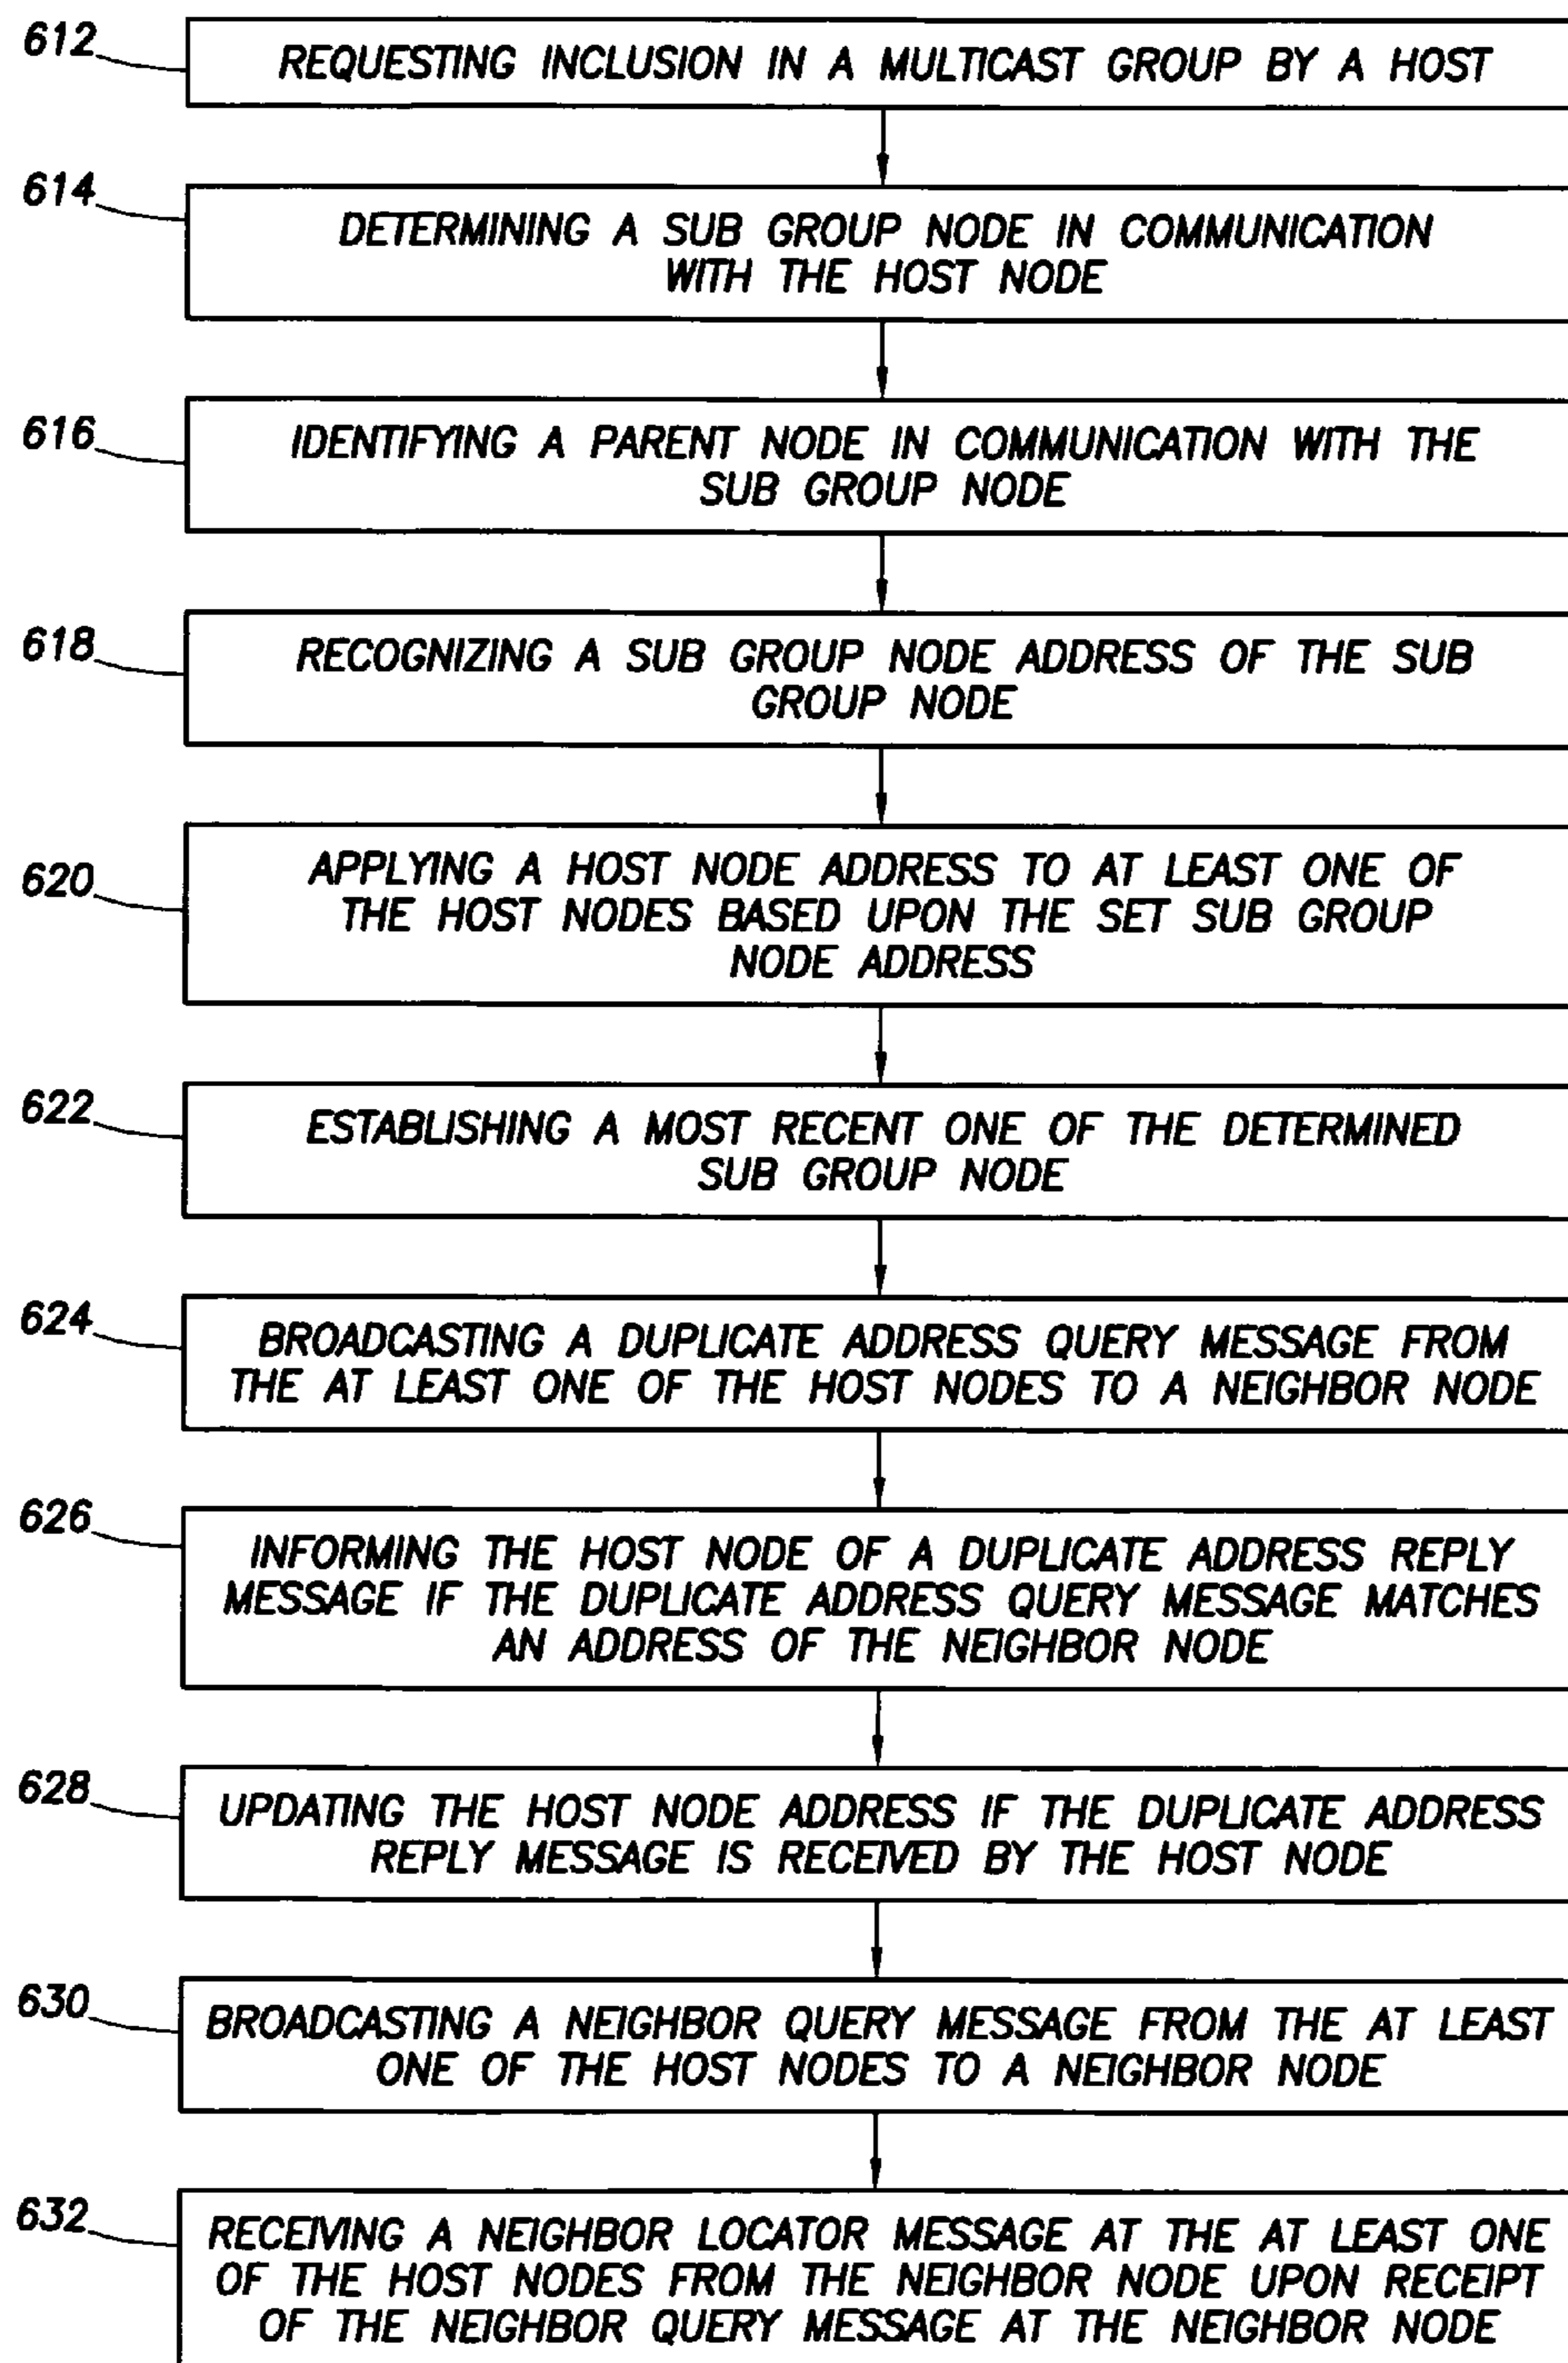 612
REQUESTING INCLUSION IN A MULTICAST GROUP BY A HOST
614
DETERMINING A SUB GROUP NODE IN COMMUNICATION
WITH THE HOST NODE
616
IDENTIFYING A PARENT NODE IN COMMUNICATION WITH THE
SUB GROUP NODE
618
RECOGNIZING A SUB GROUP NODE ADDRESS OF THE SUB
GROUP NODE
620
APPLYING A HOST NODE ADDRESS TO AT LEAST ONE OF
THE HOST NODES BASED UPON THE SET SUB GROUP
NODE ADDRESS
622
ESTABLISHING A MOST RECENT ONE OF THE DETERMINED
SUB GROUP NODE
624
BROADCASTING A DUPLICATE ADDRESS QUERY MESSAGE FROM
THE AT LEAST ONE OF THE HOST NODES TO A NEIGHBOR NODE
626
INFORMING THE HOST NODE OF A DUPLICATE ADDRESS REPLY
MESSAGE IF THE DUPLICATE ADDRESS QUERY MESSAGE MATCHES
AN ADDRESS OF THE NEIGHBOR NODE
628
UPDATING THE HOST NODE ADDRESS IF THE DUPLICATE ADDRESS
REPLY MESSAGE IS RECEIVED BY THE HOST NODE
630
BROADCASTING A NEIGHBOR QUERY MESSAGE FROM THE AT LEAST
ONE OF THE HOST NODES TO A NEIGHBOR NODE
632
RECEIVING A NEIGHBOR LOCATOR MESSAGE AT THE AT LEAST ONE
OF THE HOST NODES FROM THE NEIGHBOR NODE UPON RECEIPT
OF THE NEIGHBOR QUERY MESSAGE AT THE NEIGHBOR NODE